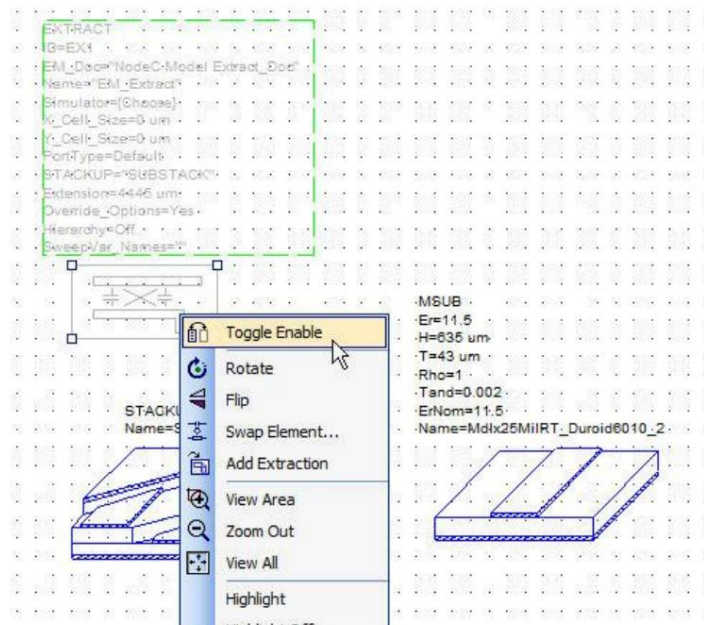 EXTRACT
ID=EX1
EM_Doc="NodeC-Model Extract_Doc"
Name="EM_Extract"
Simulator=(Choose)
X_Cell_Size=0 um
Y_Cell_Size=0 um
PortType=Default
STACKUP="SUBSTACK"
Extension=4445 um
Override_Options=Yes
Hierarchy=Off
SweepVar_Names=""
MSUB
Er=11.5
H=635 um
T=43 um
Rho=1
Tand=0.002
ErNom=11.5
Name=Mdlx25MilRT_Duroid6010_2
Name=S
Toggle Enable
Rotate
Flip
Swap Element...
Add Extraction
View Area
Zoom Out
View All
Highlight